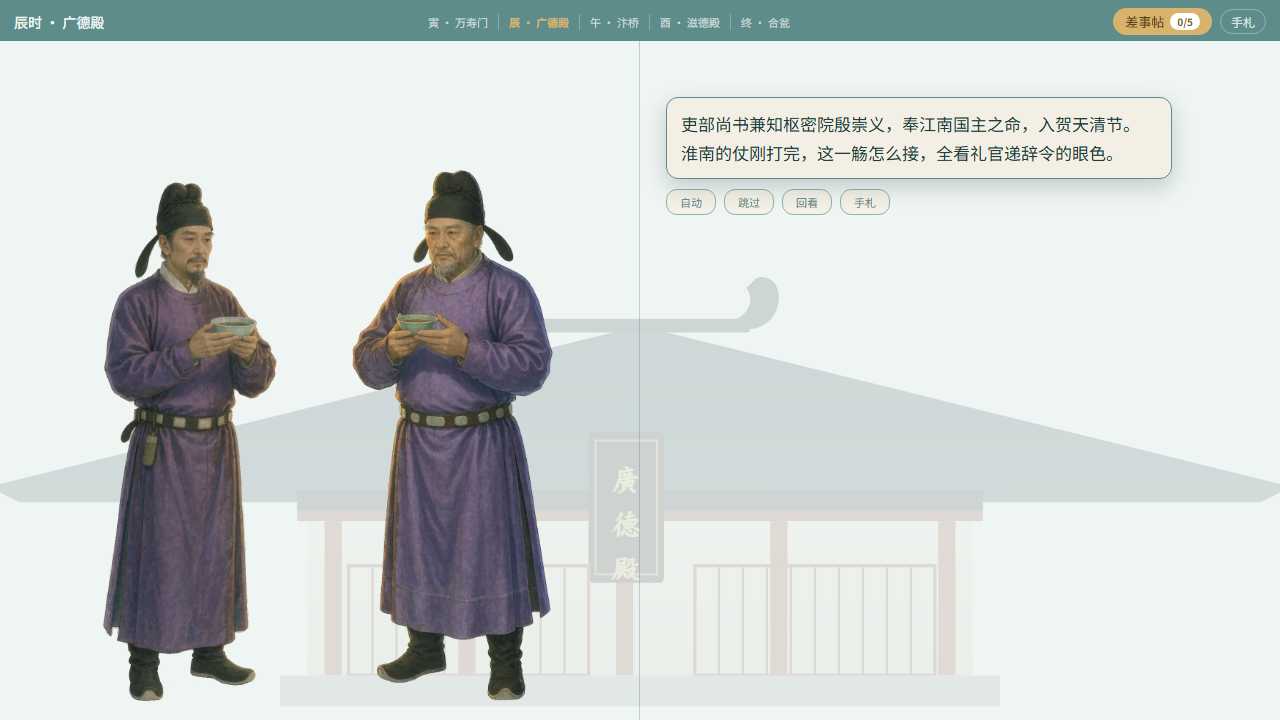 辰时 · 广德殿
寅 · 万寿门
辰 · 广德殿
午 · 汴桥
酉 · 滋德殿
终 · 合瓮
差事帖 0/5
手札
吏部尚书兼知枢密院殷崇义，奉江南国主之命，入贺天清节。
淮南的仗刚打完，这一觞怎么接，全看礼官递辞令的眼色。
自动
跳过
回看
手札
廣德殿